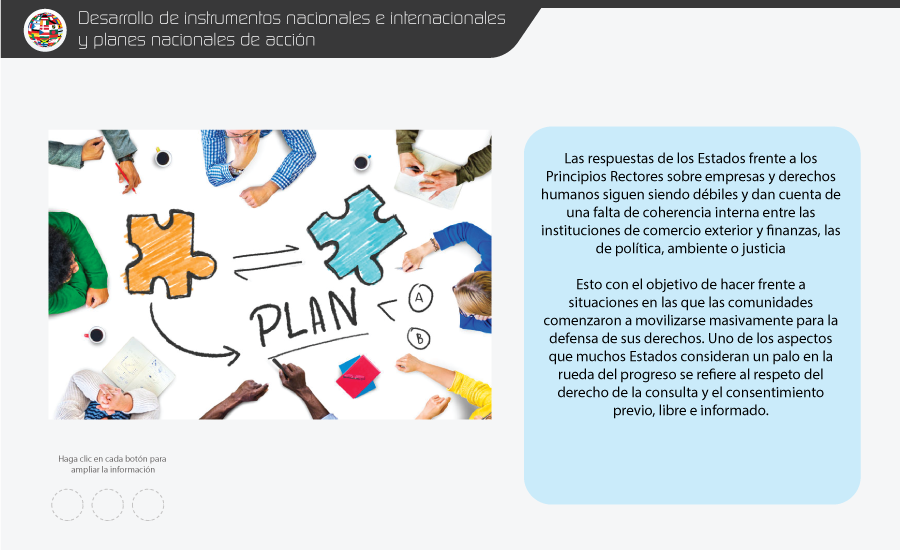 Desarrollo de instrumentos nacionales e internacionales
y planes nacionales de acción
Las respuestas de los Estados frente a los
Principios Rectores sobre empresas y derechos
humanos siguen siendo débiles y dan cuenta de
una falta de coherencia interna entre las
instituciones de comercio exterior y finanzas, las
de política, ambiente o justicia
Esto con el objetivo de hacer frente a
situaciones en las que las comunidades
comenzaron a movilizarse masivamente para la
defensa de sus derechos. Uno de los aspectos
que muchos Estados consideran un palo en la
rueda del progreso se refiere al respeto del
derecho de la consulta y el consentimiento
previo, libre e informado.
PLAN
A
B
Haga clic en cada botón para
ampliar la información